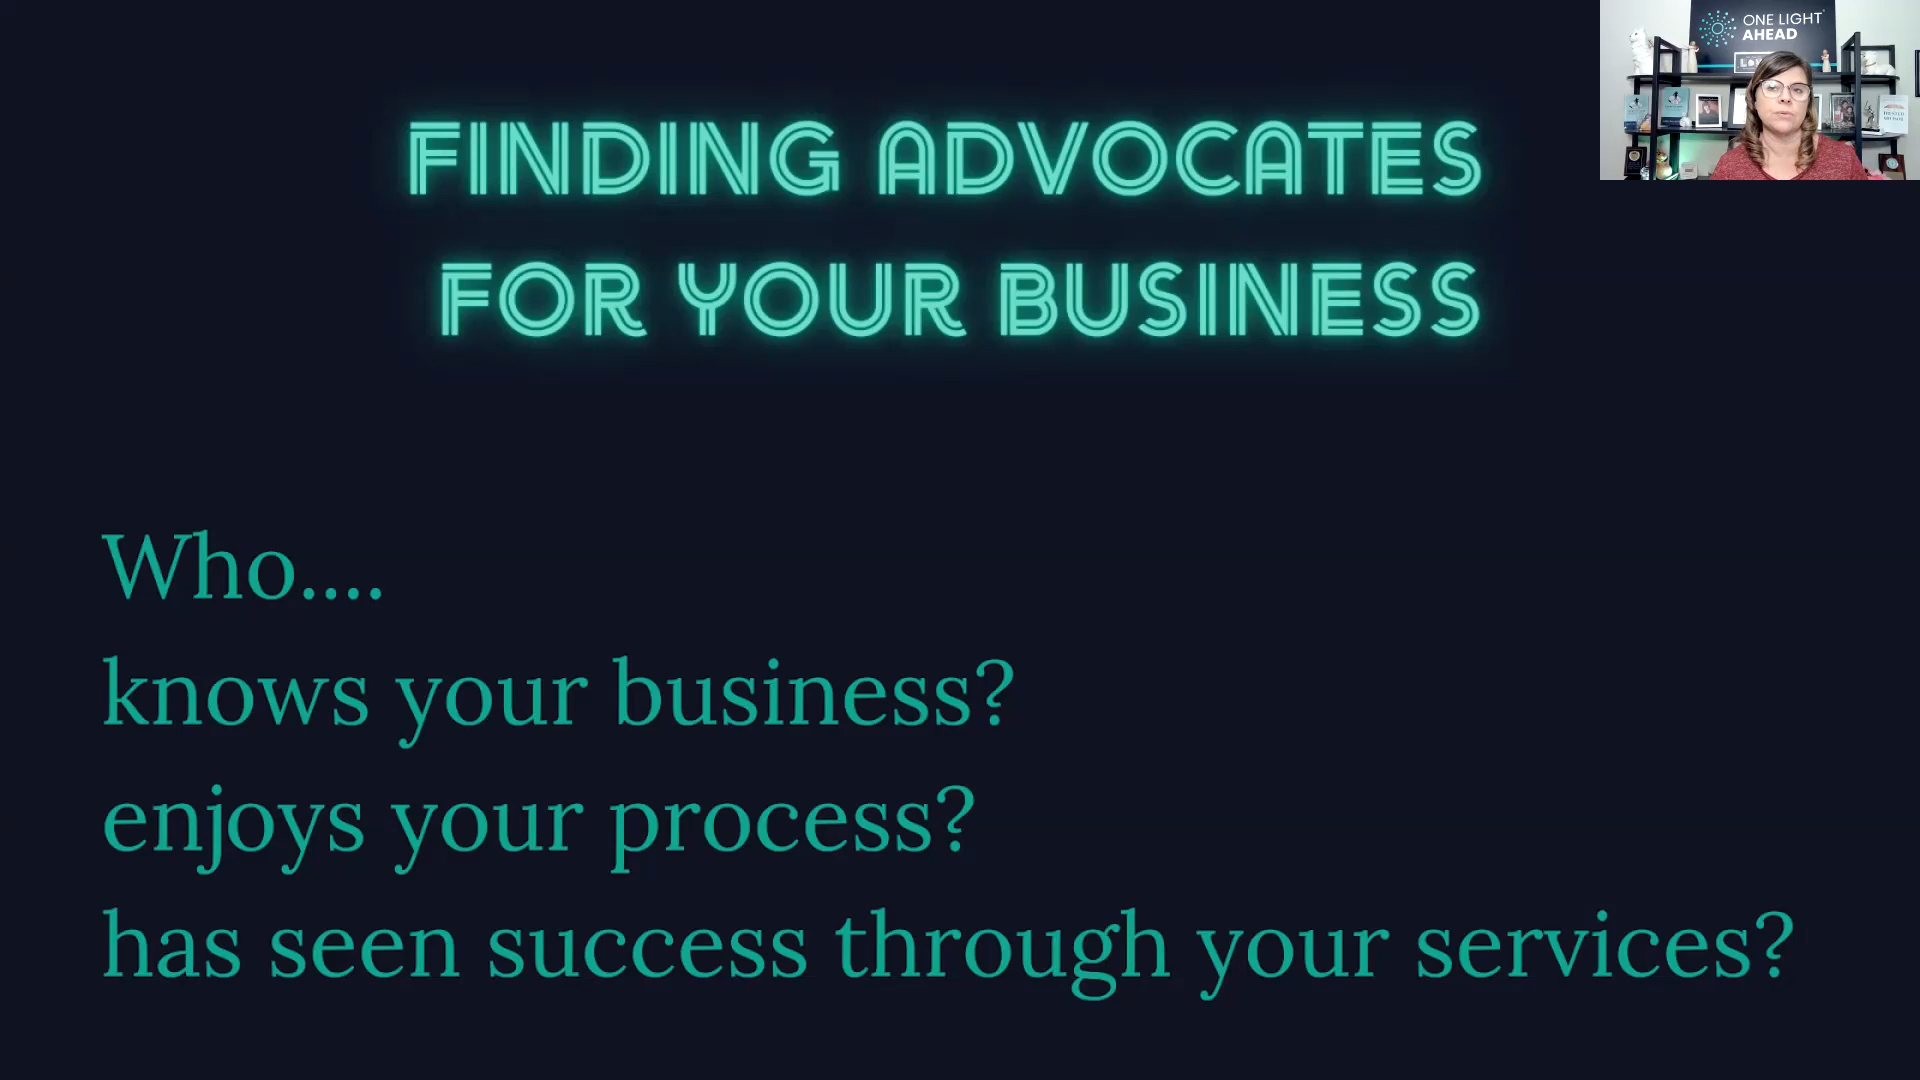 FINDING ADVOCATES
FOR YOUR BUSINESS
ONE LIGHT
AHEAD
Who....
knows your business?
enjoys your process?
has seen success through your services?